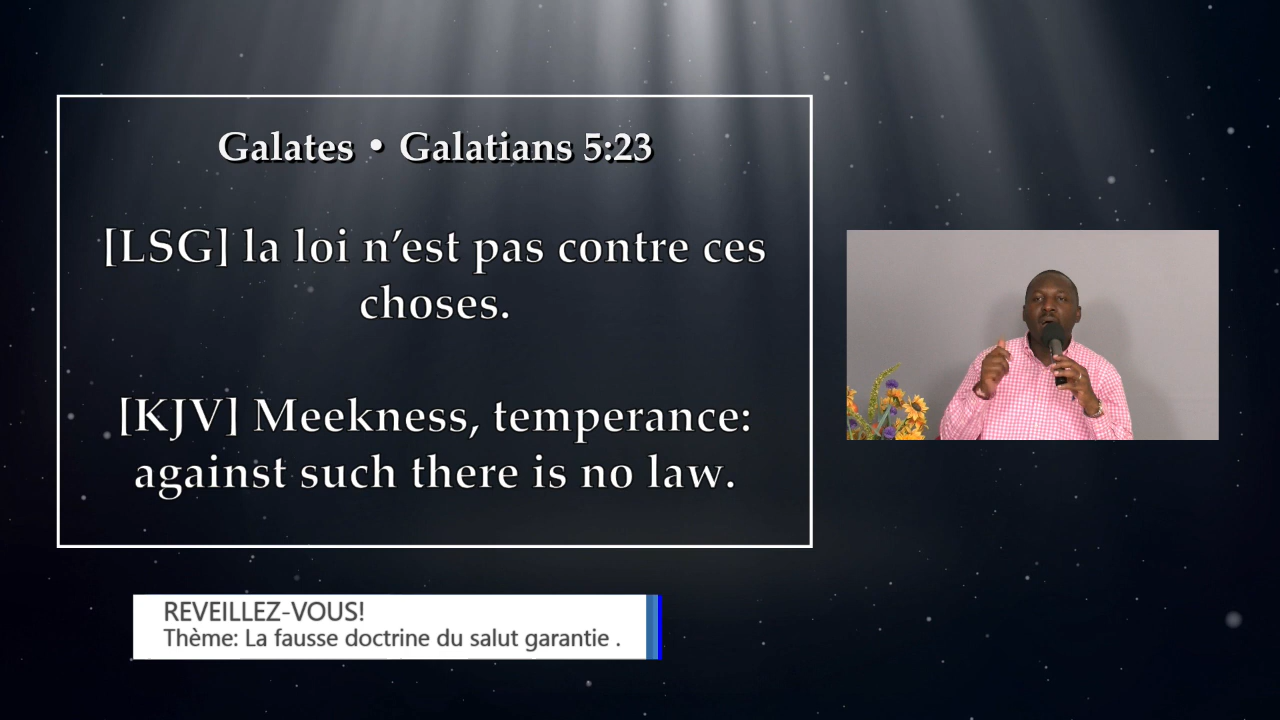 Galates • Galatians 5:23
[LSG] la loi n’est pas contre ces
choses.
[KJV] Meekness, temperance:
against such there is no law.
REVEILLEZ-VOUS!
Thème: La fausse doctrine du salut garantie .